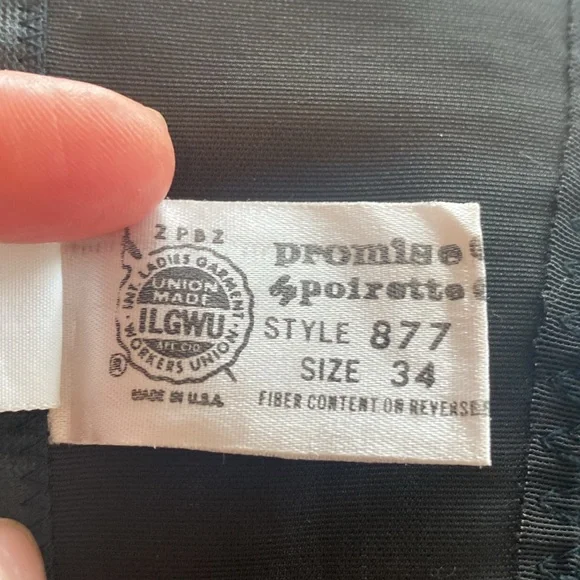 ZPBZ
INT. LADIES GARMENT
WORKERS UNION
UNION
MADE
ILGWU
AFL CIO
®
MADE IN U.S.A.
promise®
poirette®
STYLE 877
SIZE 34
FIBER CONTENT ON REVERSE